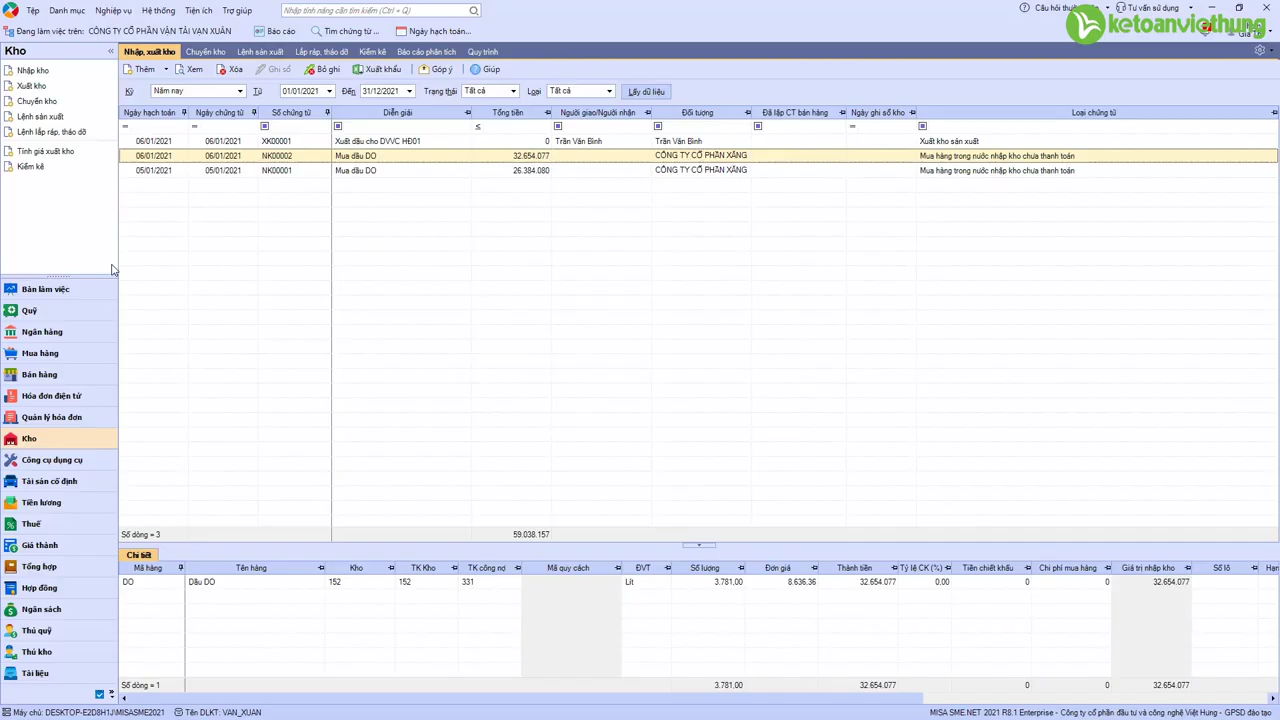 Tệp Danh mục Nghiệp vụ Hệ thống Tiện ích Trợ giúp Nhập tính năng cần tìm kiếm (Ctrl + Q) Câu hỏi thường Tư vấn sử dụng
Đang làm việc trên: CÔNG TY CỔ PHẦN VẬN TẢI VẠN XUÂN Báo cáo Tìm chứng từ... Ngày hạch toán...
ketoanviethung
Kho «
Nhập, xuất kho Chuyển kho Lệnh sản xuất Lắp ráp, tháo dỡ Kiểm kê Báo cáo phân tích Quy trình
Nhập kho
Xuất kho
Chuyển kho
Lệnh sản xuất
Lệnh lắp ráp, tháo dỡ
Tính giá xuất kho
Kiểm kê
Thêm Xem Xóa Ghi sổ Bỏ ghi Xuất khẩu Góp ý Giúp
Kỳ Năm nay Từ 01/01/2021 Đến 31/12/2021 Trạng thái Tất cả Loại Tất cả Lấy dữ liệu
Ngày hạch toán Ngày chứng từ Số chứng từ Diễn giải Tổng tiền Người giao/Người nhận Đối tượng Đã lập CT bán hàng Ngày ghi sổ kho Loại chứng từ
= = ≤ =
06/01/2021 06/01/2021 XK00001 Xuất dầu cho DVVC HĐ01 0 Trần Văn Bình Trần Văn Bình Xuất kho sản xuất
06/01/2021 06/01/2021 NK00002 Mua dầu DO 32.654.077 CÔNG TY CỔ PHẦN XĂNG Mua hàng trong nước nhập kho chưa thanh toán
05/01/2021 05/01/2021 NK00001 Mua dầu DO 26.384.080 CÔNG TY CỔ PHẦN XĂNG Mua hàng trong nước nhập kho chưa thanh toán
Số dòng = 3 59.038.157
Bàn làm việc
Quỹ
Ngân hàng
Mua hàng
Bán hàng
Hóa đơn điện tử
Quản lý hóa đơn
Kho
Công cụ dụng cụ
Tài sản cố định
Tiền lương
Thuế
Giá thành
Tổng hợp
Hợp đồng
Ngân sách
Thủ quỹ
Thủ kho
Tài liệu
Chi tiết
Mã hàng Tên hàng Kho TK Kho TK công nợ Mã quy cách ĐVT Số lượng Đơn giá Thành tiền Tỷ lệ CK (%) Tiền chiết khấu Chi phí mua hàng Giá trị nhập kho Số lô
DO Dầu DO 152 152 331 Lít 3.781,00 8.636,36 32.654.077 0,00 0 0 32.654.077
Số dòng = 1 3.781,00 32.654.077 0 0 32.654.077
Máy chủ: DESKTOP-E2D8H1J\MISASME2021 Tên DLKT: VAN_XUAN MISA SME.NET 2021 R8.1 Enterprise - Công ty cổ phần đầu tư và công nghệ Việt Hưng - GPSD đào tạo